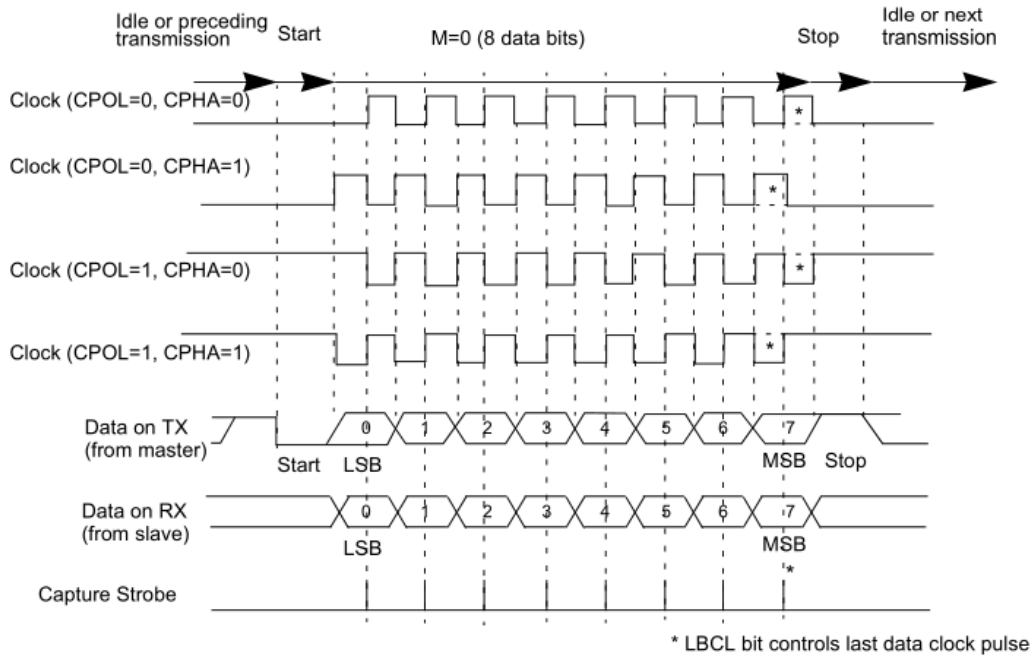 Idle or preceding
transmission
Start
M=0 (8 data bits)
Stop
Idle or next
transmission
Clock (CPOL=0, CPHA=0)
*
Clock (CPOL=0, CPHA=1)
*
Clock (CPOL=1, CPHA=0)
*
Clock (CPOL=1, CPHA=1)
*
Data on TX
(from master)
0 1 2 3 4 5 6 7
Start LSB MSB Stop
Data on RX
(from slave)
0 1 2 3 4 5 6 7
LSB MSB
*
Capture Strobe
* LBCL bit controls last data clock pulse